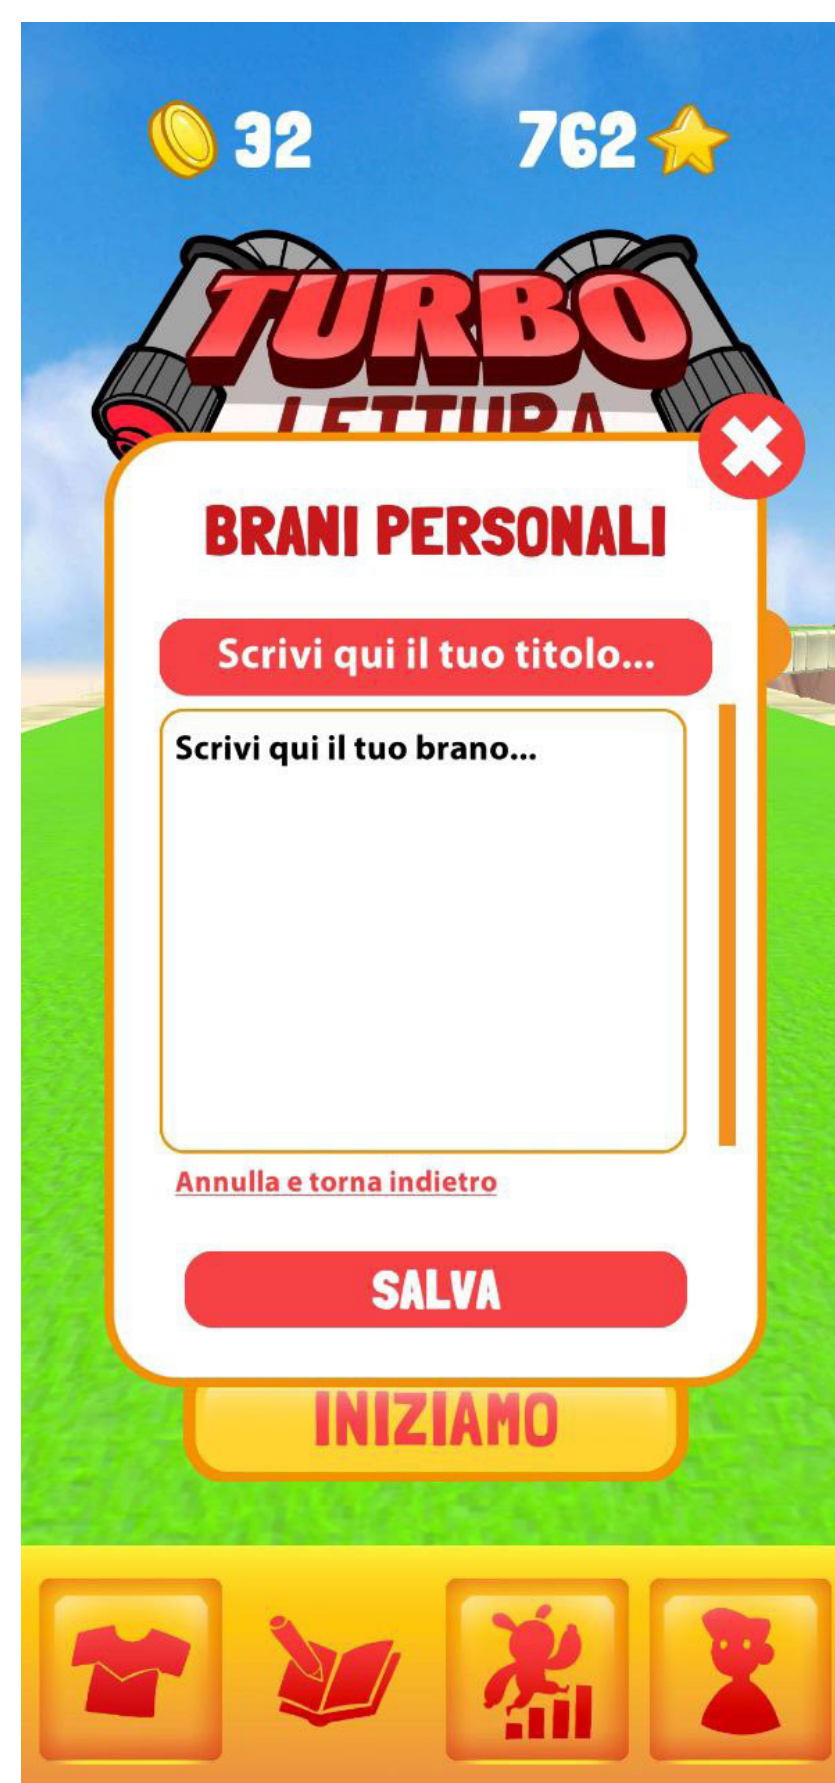 32
762
TURBO
LETTURA
BRANI PERSONALI
Scrivi qui il tuo titolo...
Scrivi qui il tuo brano...
Annulla e torna indietro
SALVA
INIZIAMO